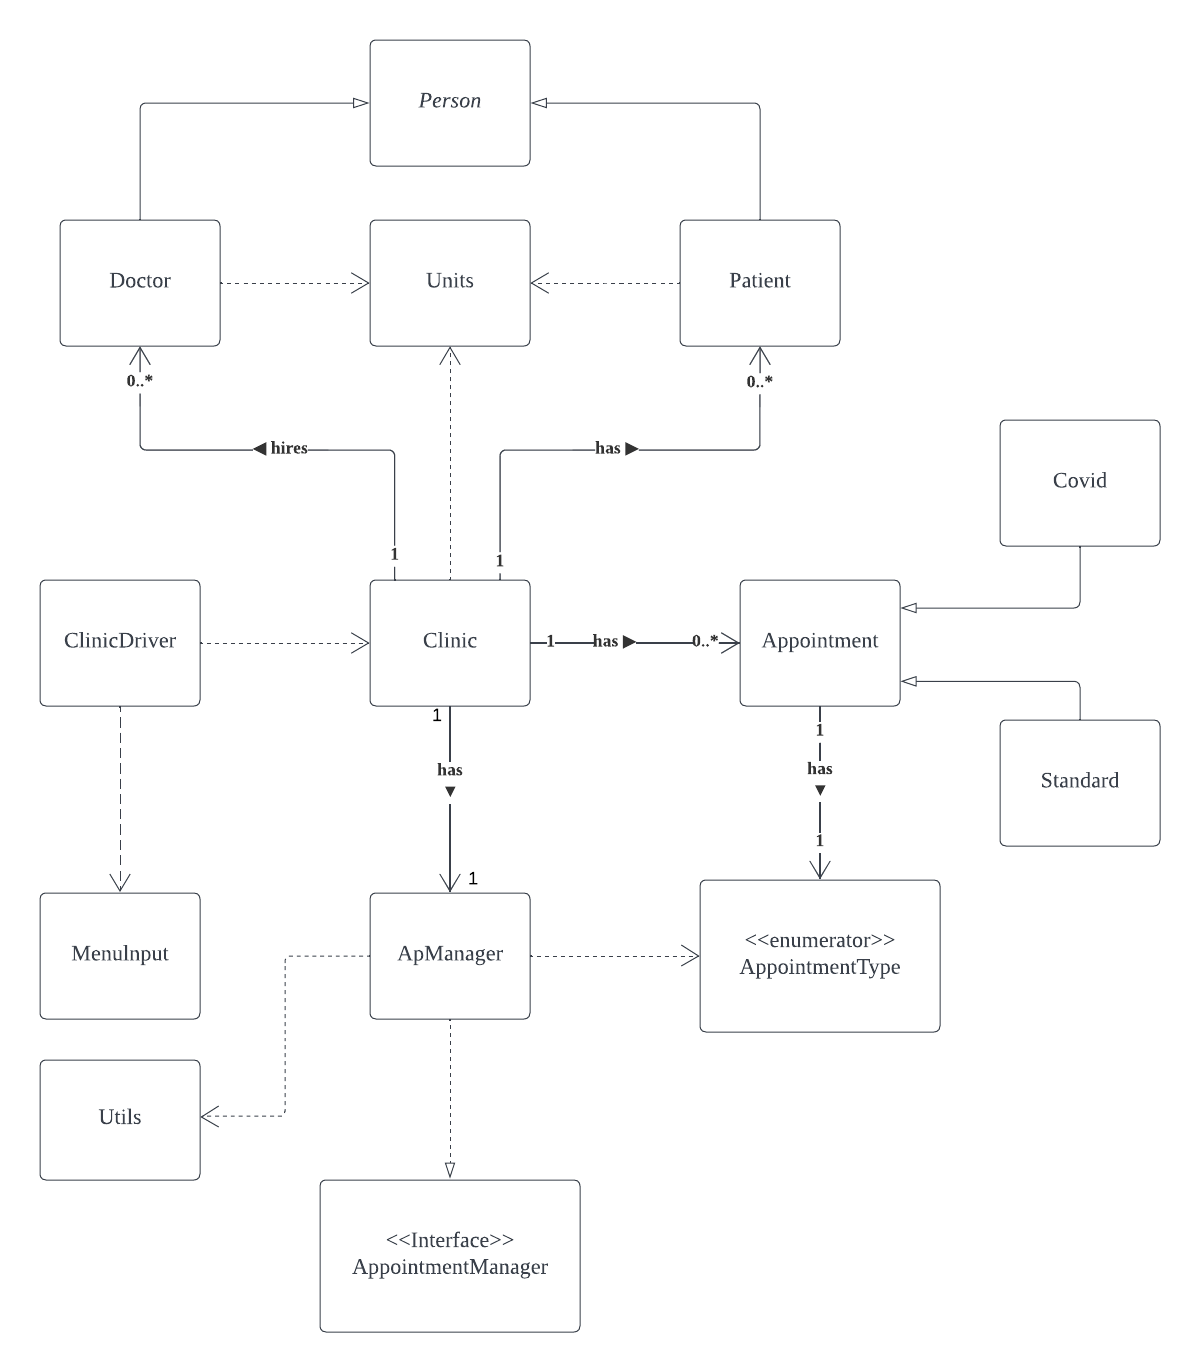 Person
Doctor
Units
Patient
0..*
0..*
◀ hires
has ▶
Covid
1
1
ClinicDriver
Clinic
1
has ▶
0..*
Appointment
1
1
has
▼
has
▼
Standard
1
1
MenuInput
ApManager
<<enumerator>>
AppointmentType
Utils
<<Interface>>
AppointmentManager